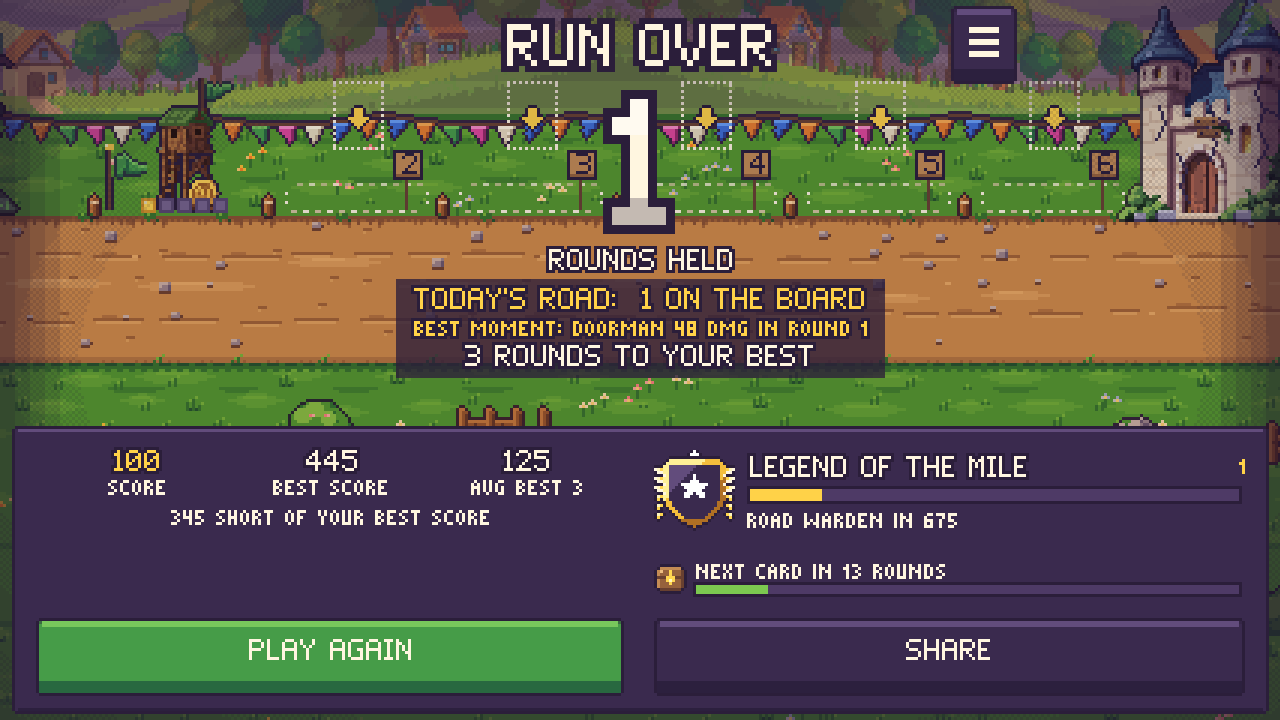 RUN OVER
1
2
3
4
5
6
ROUNDS HELD
TODAY'S ROAD: 1 ON THE BOARD
BEST MOMENT: DOORMAN 48 DMG IN ROUND 1
3 ROUNDS TO YOUR BEST
100
SCORE
445
BEST SCORE
125
AVG BEST 3
345 SHORT OF YOUR BEST SCORE
LEGEND OF THE MILE
1
ROAD WARDEN IN 675
NEXT CARD IN 13 ROUNDS
PLAY AGAIN
SHARE